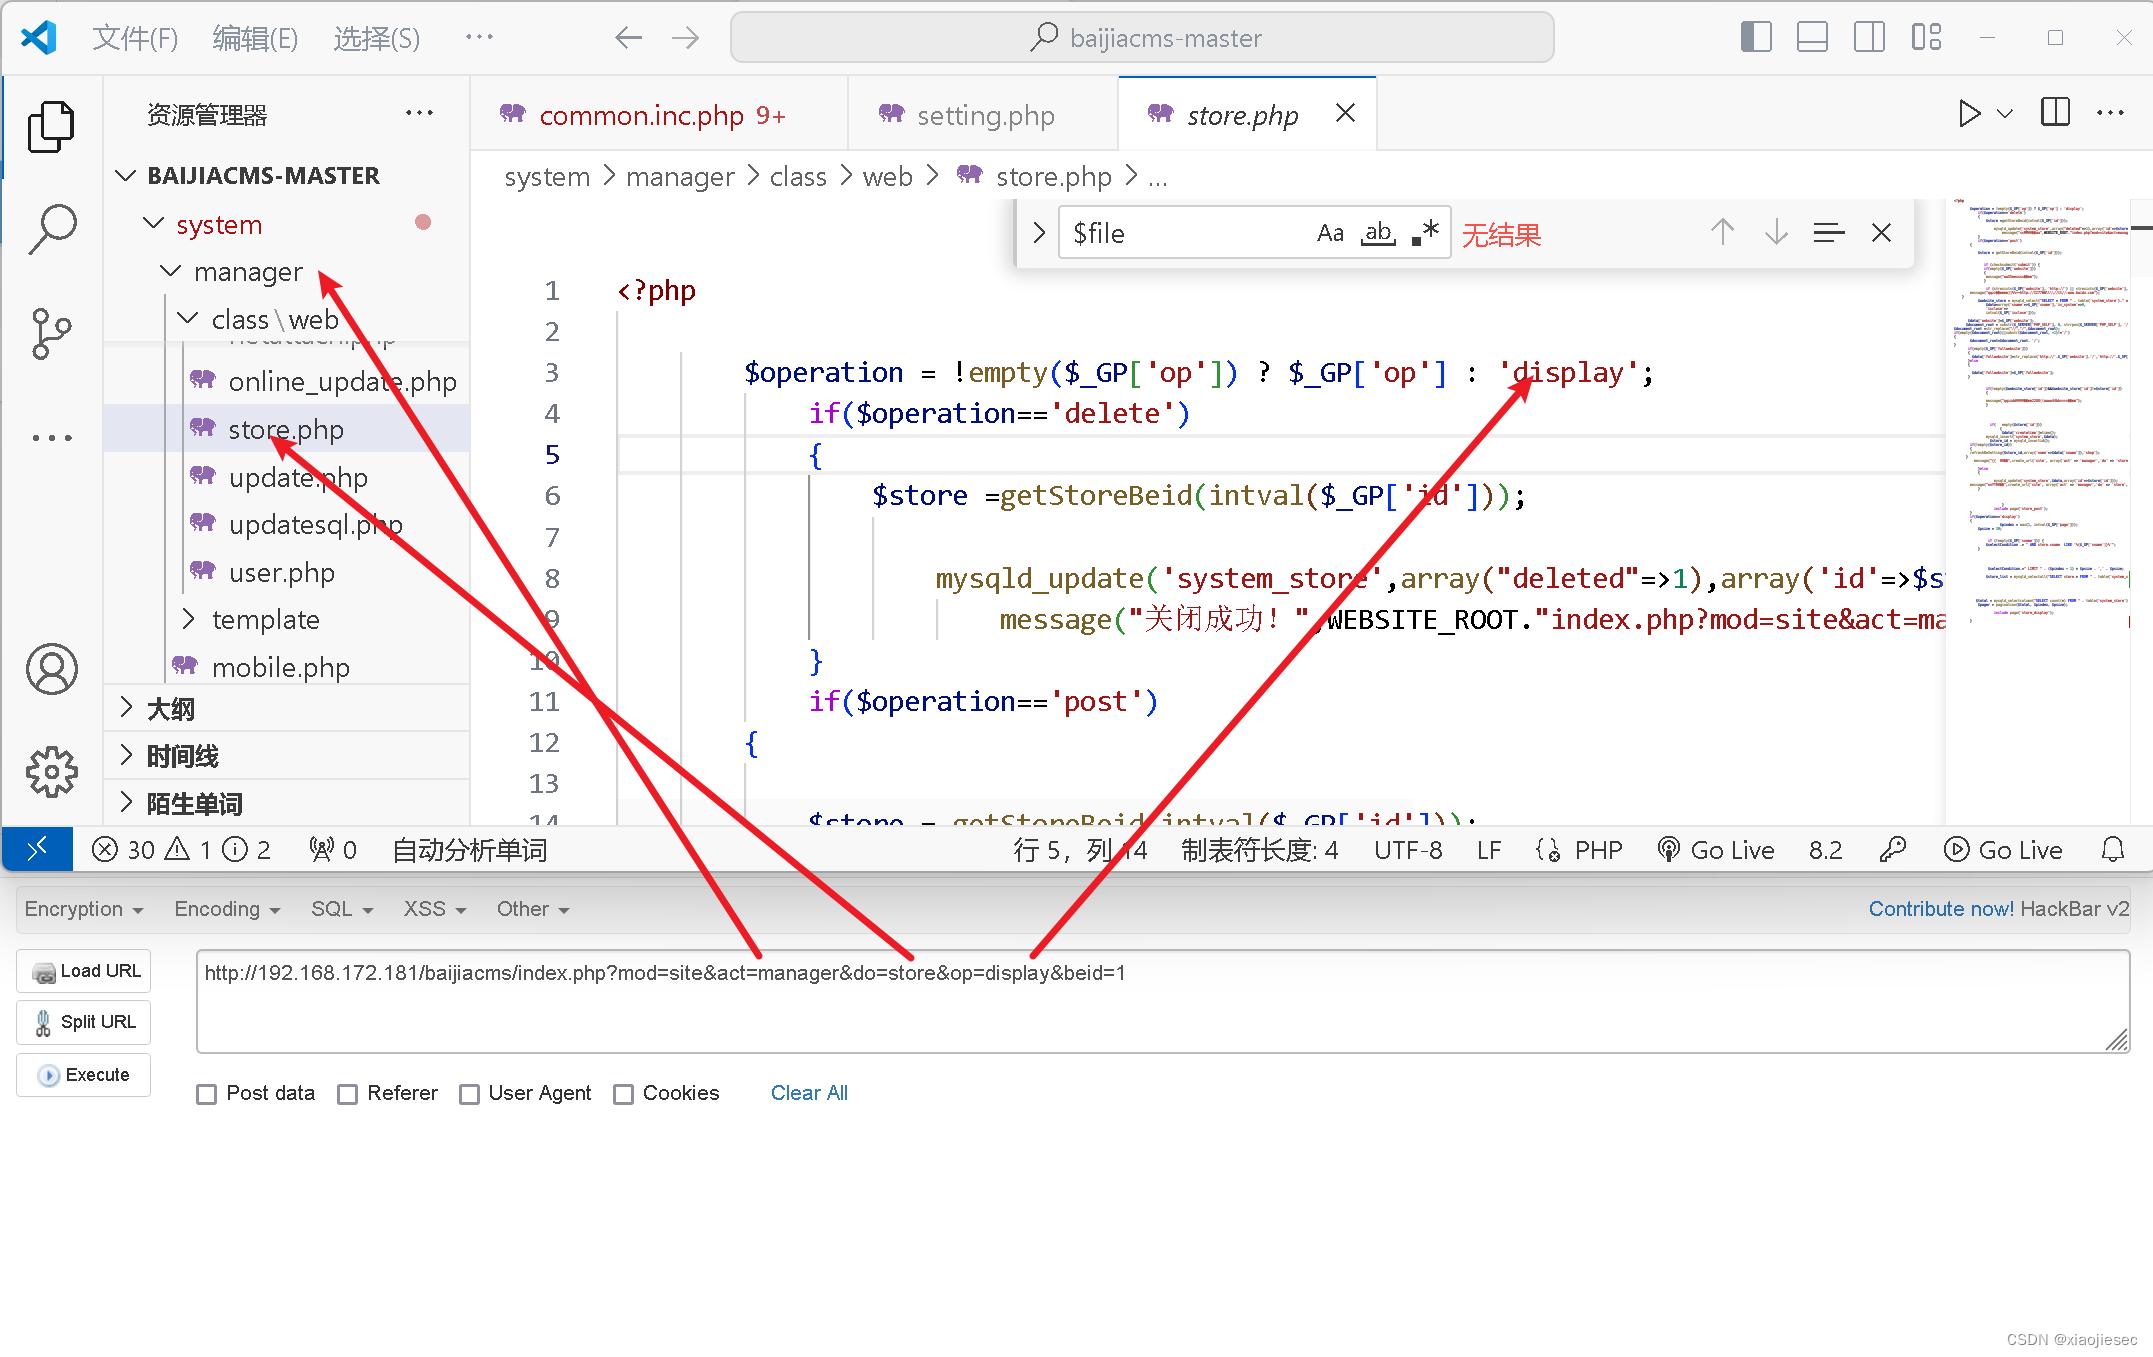 文件(F) 编辑(E) 选择(S) ··· baijiacms-master
资源管理器 ···
common.inc.php 9+ setting.php store.php
BAIJIACMS-MASTER
system
manager
class\web
online_update.php
store.php
update.php
updatesql.php
user.php
template
mobile.php
大纲
时间线
陌生单词
system > manager > class > web > store.php > ...
$file Aa ab .* 无结果
1 <?php
2
3 $operation = !empty($_GP['op']) ? $_GP['op'] : 'display';
4 if($operation=='delete')
5 {
6 $store =getStoreBeid(intval($_GP['id']));
7
8 mysqld_update('system_store',array("deleted"=>1),array('id'=>$s
9 message("关闭成功！",WEBSITE_ROOT."index.php?mod=site&act=ma
10 }
11 if($operation=='post')
12 {
13
14 $store = getStoreBeid(intval($_GP['id']));
30 1 2 0 自动分析单词 行 5，列 14 制表符长度: 4 UTF-8 LF PHP Go Live 8.2 Go Live
Encryption Encoding SQL XSS Other Contribute now! HackBar v2
Load URL
http://192.168.172.181/baijiacms/index.php?mod=site&act=manager&do=store&op=display&beid=1
Split URL
Execute
Post data Referer User Agent Cookies Clear All
CSDN @xiaojiesec